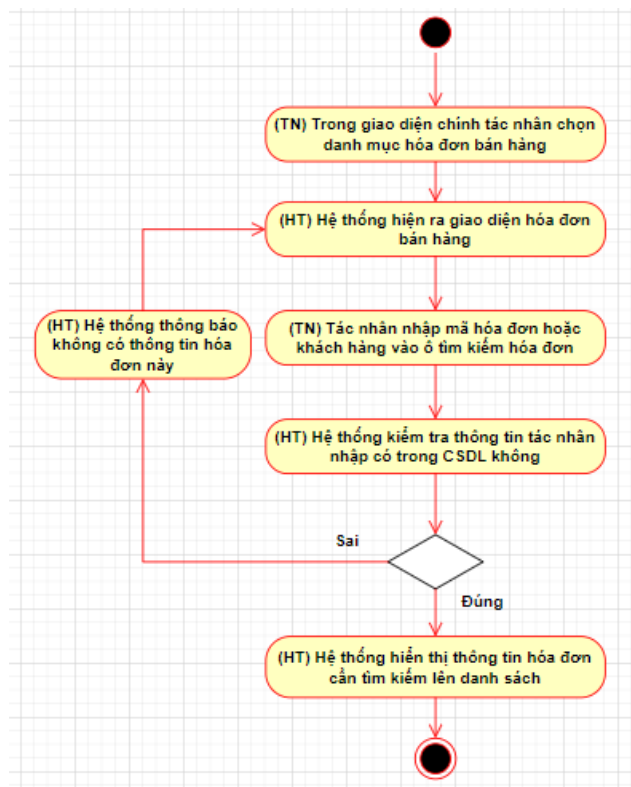 (TN) Trong giao diện chính tác nhân chọn
danh mục hóa đơn bán hàng
(HT) Hệ thống hiện ra giao diện hóa đơn
bán hàng
(HT) Hệ thống thông báo
không có thông tin hóa
đơn này
(TN) Tác nhân nhập mã hóa đơn hoặc
khách hàng vào ô tìm kiếm hóa đơn
(HT) Hệ thống kiểm tra thông tin tác nhân
nhập có trong CSDL không
Sai
Đúng
(HT) Hệ thống hiển thị thông tin hóa đơn
cần tìm kiếm lên danh sách